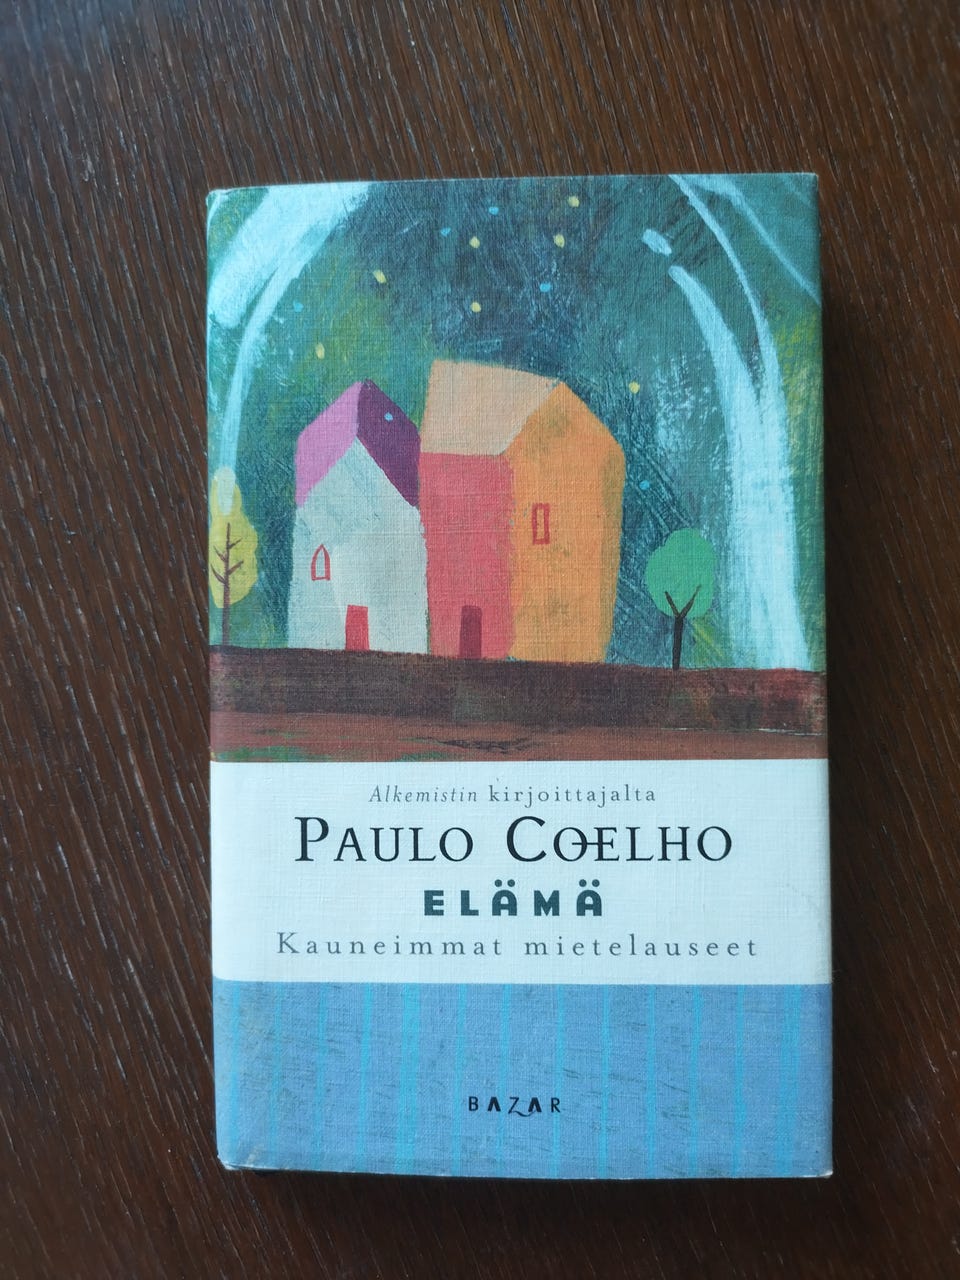 Alkemistin kirjoittajalta
PAULO COELHO
ELÄMÄ
Kauneimmat mietelauseet
BAZAR